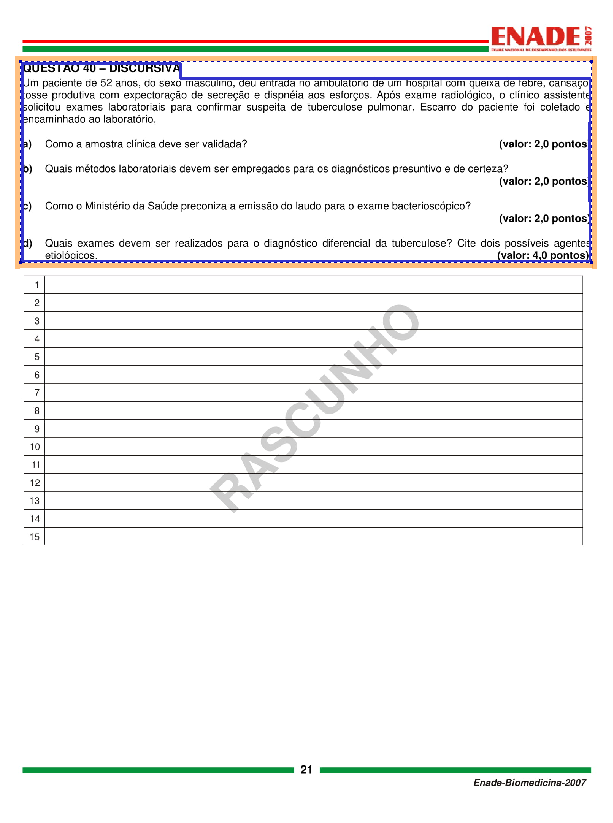 ENADE 2007
EXAME NACIONAL DE DESEMPENHO DOS ESTUDANTES
QUESTÃO 40 – DISCURSIVA
Um paciente de 52 anos, do sexo masculino, deu entrada no ambulatório de um hospital com queixa de febre, cansaço,
tosse produtiva com expectoração de secreção e dispnéia aos esforços. Após exame radiológico, o clínico assistente
solicitou exames laboratoriais para confirmar suspeita de tuberculose pulmonar. Escarro do paciente foi coletado e
encaminhado ao laboratório.
a) Como a amostra clínica deve ser validada? (valor: 2,0 pontos)
b) Quais métodos laboratoriais devem ser empregados para os diagnósticos presuntivo e de certeza?
(valor: 2,0 pontos)
c) Como o Ministério da Saúde preconiza a emissão do laudo para o exame bacterioscópico?
(valor: 2,0 pontos)
d) Quais exames devem ser realizados para o diagnóstico diferencial da tuberculose? Cite dois possíveis agentes
etiológicos. (valor: 4,0 pontos)
1
2
3
4
5
6
7
8
9
10
11
12
13
14
15
RASCUNHO
21
Enade-Biomedicina-2007